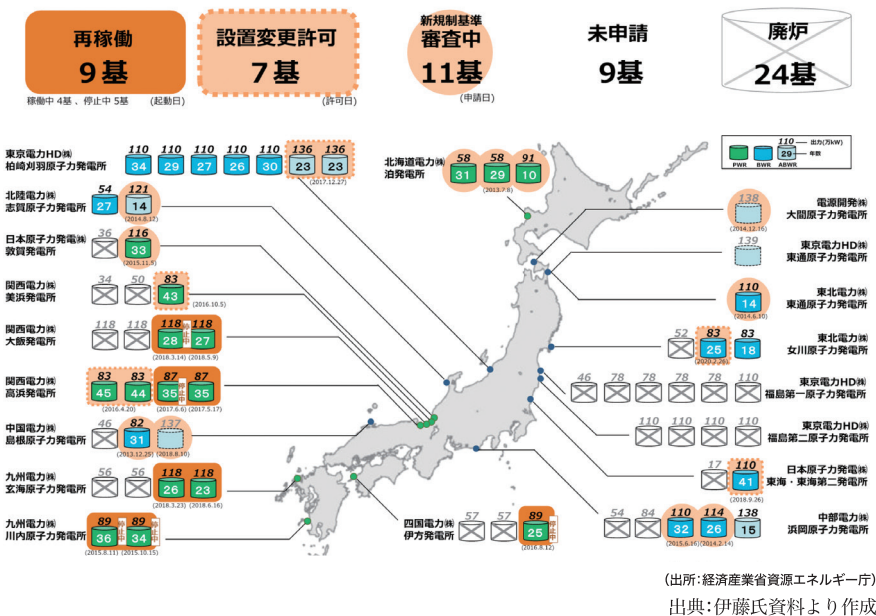 再稼働
9基
稼働中 4基 、停止中 5基 (起動日)
設置変更許可
7基
(許可日)
新規制基準
審査中
11基
(申請日)
未申請
9基
廃炉
24基
110 出力(万kW)
29 年数
PWR BWR ABWR
東京電力HD㈱
柏崎刈羽原子力発電所
110 110 110 110 110 136 136
34 29 27 26 30 23 23
(2017.12.27)
北陸電力㈱
志賀原子力発電所
54 121
27 14
(2014.8.12)
日本原子力発電㈱
敦賀発電所
36 116
33
(2015.11.5)
関西電力㈱
美浜発電所
34 50 83
43
(2016.10.5)
関西電力㈱
大飯発電所
118 118 118 118
28 停止中 27
(2018.3.14) (2018.5.9)
関西電力㈱
高浜発電所
83 83 87 87
45 44 35 停止中 35
(2016.4.20) (2017.6.6) (2017.5.17)
中国電力㈱
島根原子力発電所
46 82 137
31
(2013.12.25) (2018.8.10)
九州電力㈱
玄海原子力発電所
56 56 118 118
26 23
(2018.3.23) (2018.6.16)
九州電力㈱
川内原子力発電所
89 89
36 停止中 34 停止中
(2015.8.11) (2015.10.15)
北海道電力㈱
泊発電所
58 58 91
31 29 10
(2013.7.8)
電源開発㈱
大間原子力発電所
138
(2014.12.16)
東京電力HD㈱
東通原子力発電所
139
東北電力㈱
東通原子力発電所
110
14
(2014.6.10)
東北電力㈱
女川原子力発電所
52 83 83
25 18
(2020.2.26)
東京電力HD㈱
福島第一原子力発電所
46 78 78 78 78 110
東京電力HD㈱
福島第二原子力発電所
110 110 110 110
日本原子力発電㈱
東海・東海第二発電所
17 110
41
(2018.9.26)
中部電力㈱
浜岡原子力発電所
54 84 110 114 138
32 26 15
(2015.6.16) (2014.2.14)
四国電力㈱
伊方発電所
57 57 89
25 停止中
(2016.8.12)
(出所:経済産業省資源エネルギー庁)
出典:伊藤氏資料より作成